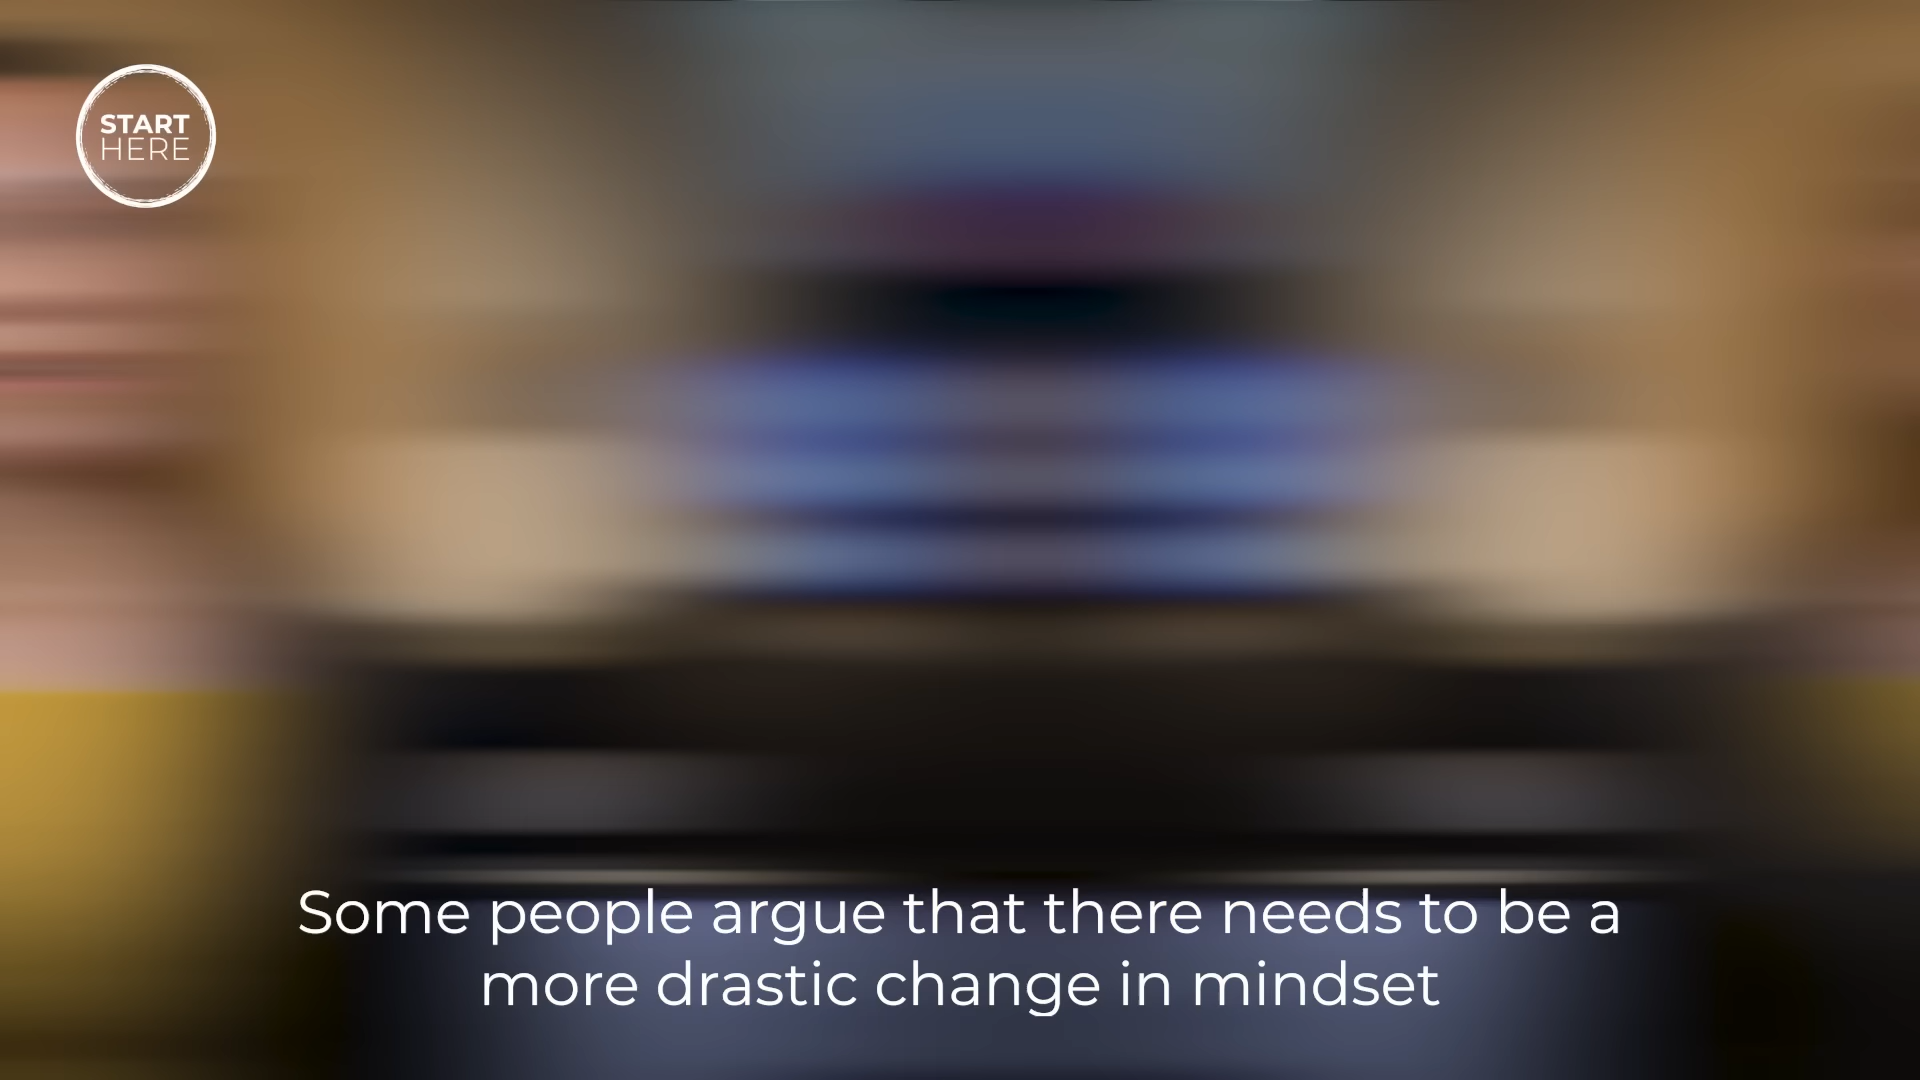 START
HERE
Some people argue that there needs to be a
more drastic change in mindset